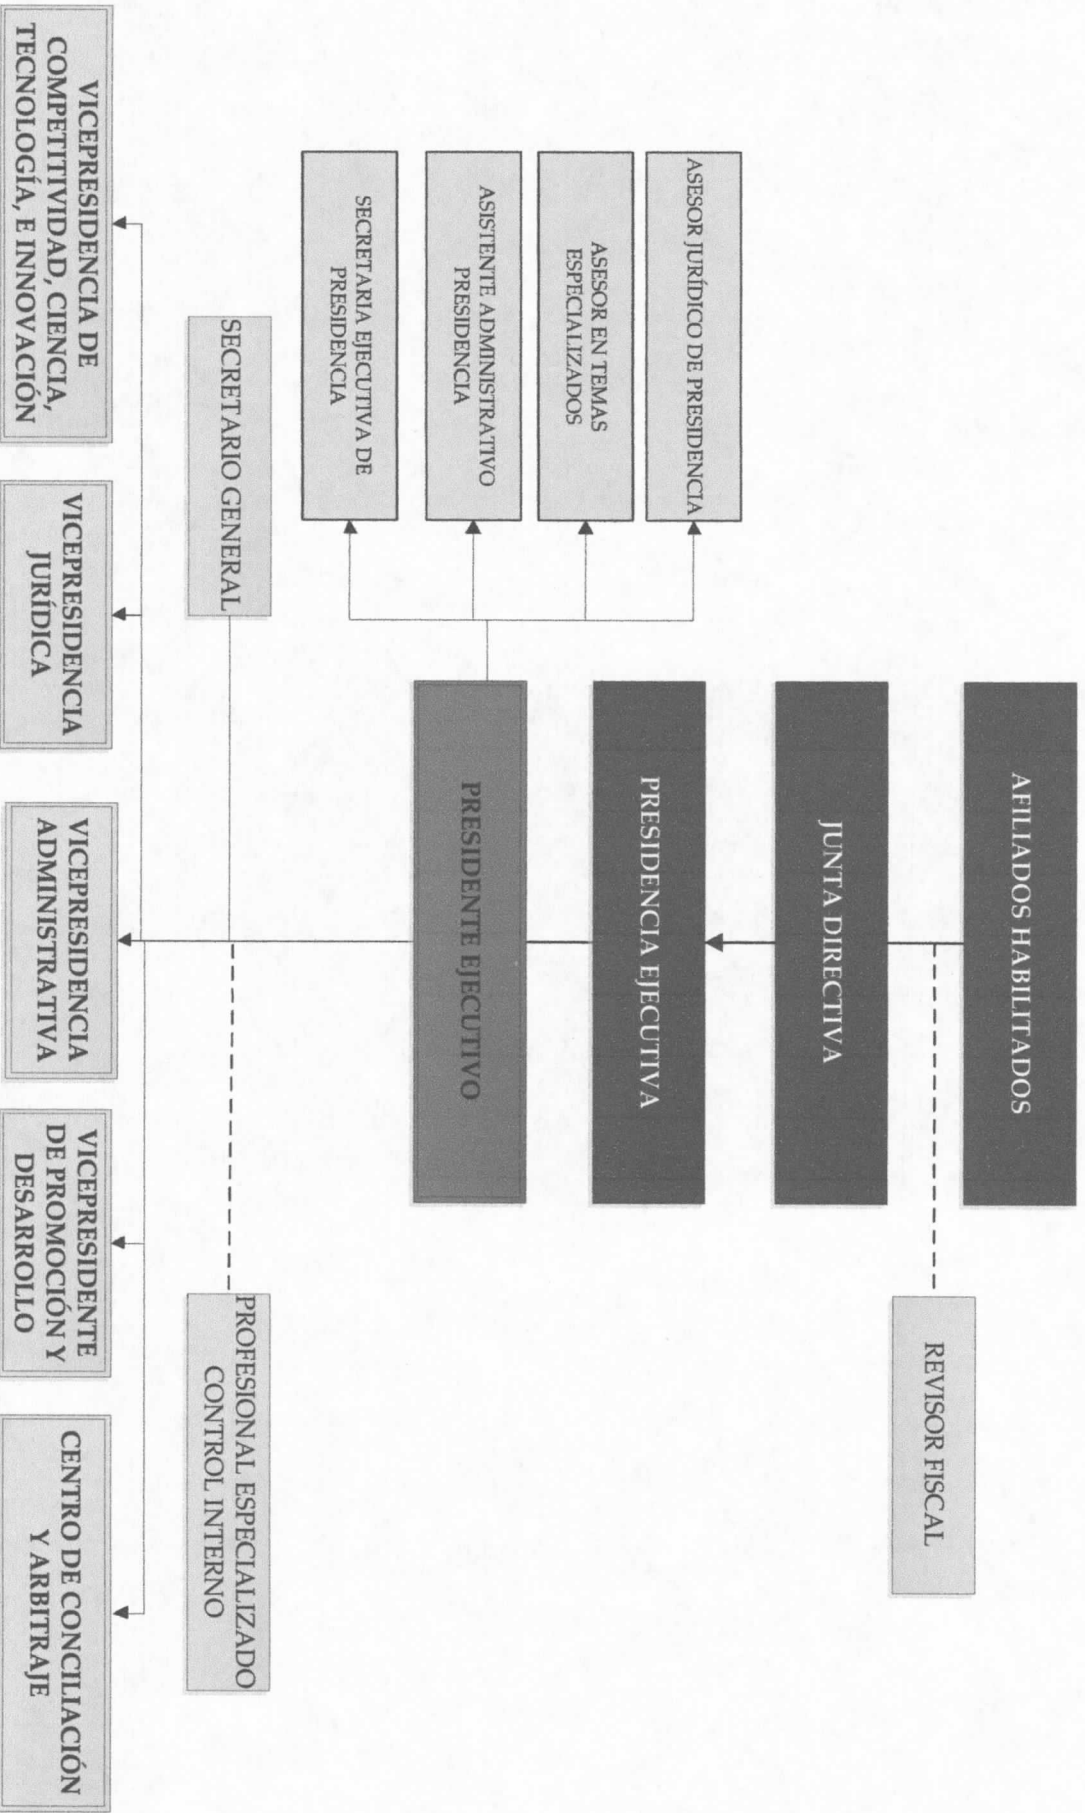 AFILIADOS HABILITADOS
REVISOR FISCAL
JUNTA DIRECTIVA
PRESIDENCIA EJECUTIVA
PRESIDENTE EJECUTIVO
ASESOR JURÍDICO DE PRESIDENCIA
ASESOR EN TEMAS
ESPECIALIZADOS
ASISTENTE ADMINISTRATIVO
PRESIDENCIA
SECRETARIA EJECUTIVA DE
PRESIDENCIA
SECRETARIO GENERAL
PROFESIONAL ESPECIALIZADO
CONTROL INTERNO
VICEPRESIDENCIA DE
COMPETITIVIDAD, CIENCIA,
TECNOLOGÍA, E INNOVACIÓN
VICEPRESIDENCIA
JURÍDICA
VICEPRESIDENCIA
ADMINISTRATIVA
VICEPRESIDENTE
DE PROMOCIÓN Y
DESARROLLO
CENTRO DE CONCILIACIÓN
Y ARBITRAJE